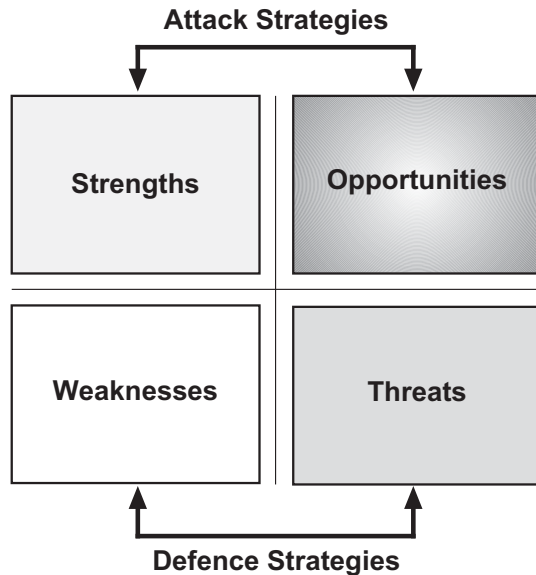 Attack Strategies
Strengths
Opportunities
Weaknesses
Threats
Defence Strategies